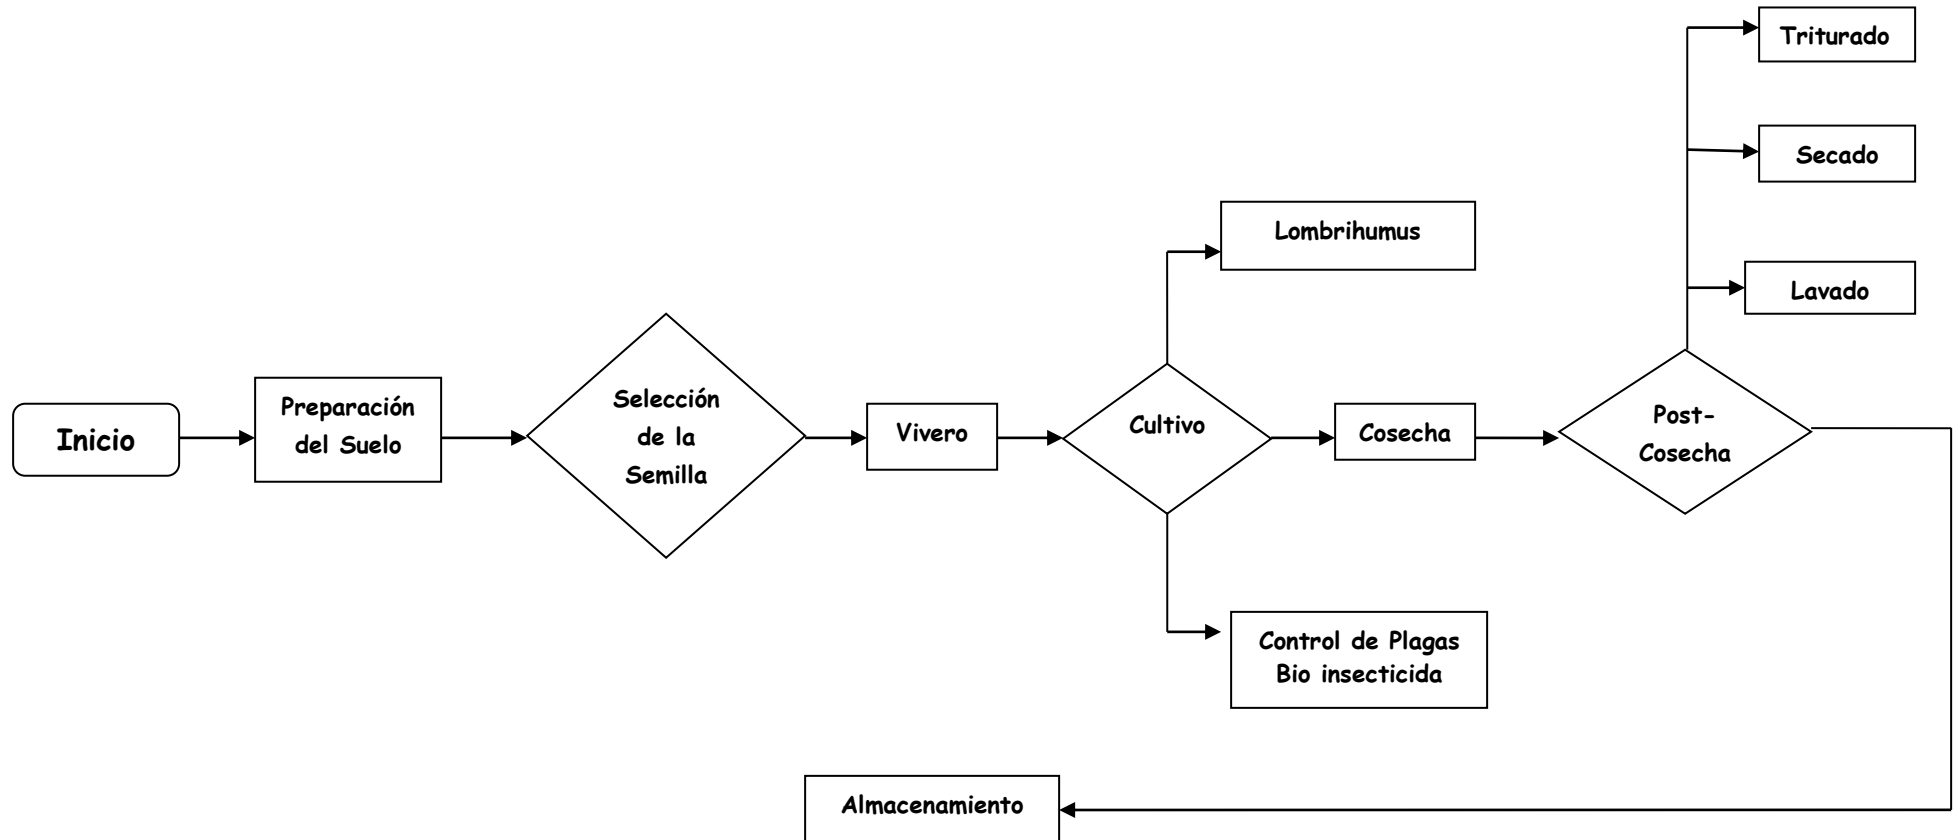 Triturado
Secado
Lombrihumus
Lavado
Inicio
Preparación
del Suelo
Selección
de la
Semilla
Vivero
Cultivo
Cosecha
Post-
Cosecha
Control de Plagas
Bio insecticida
Almacenamiento